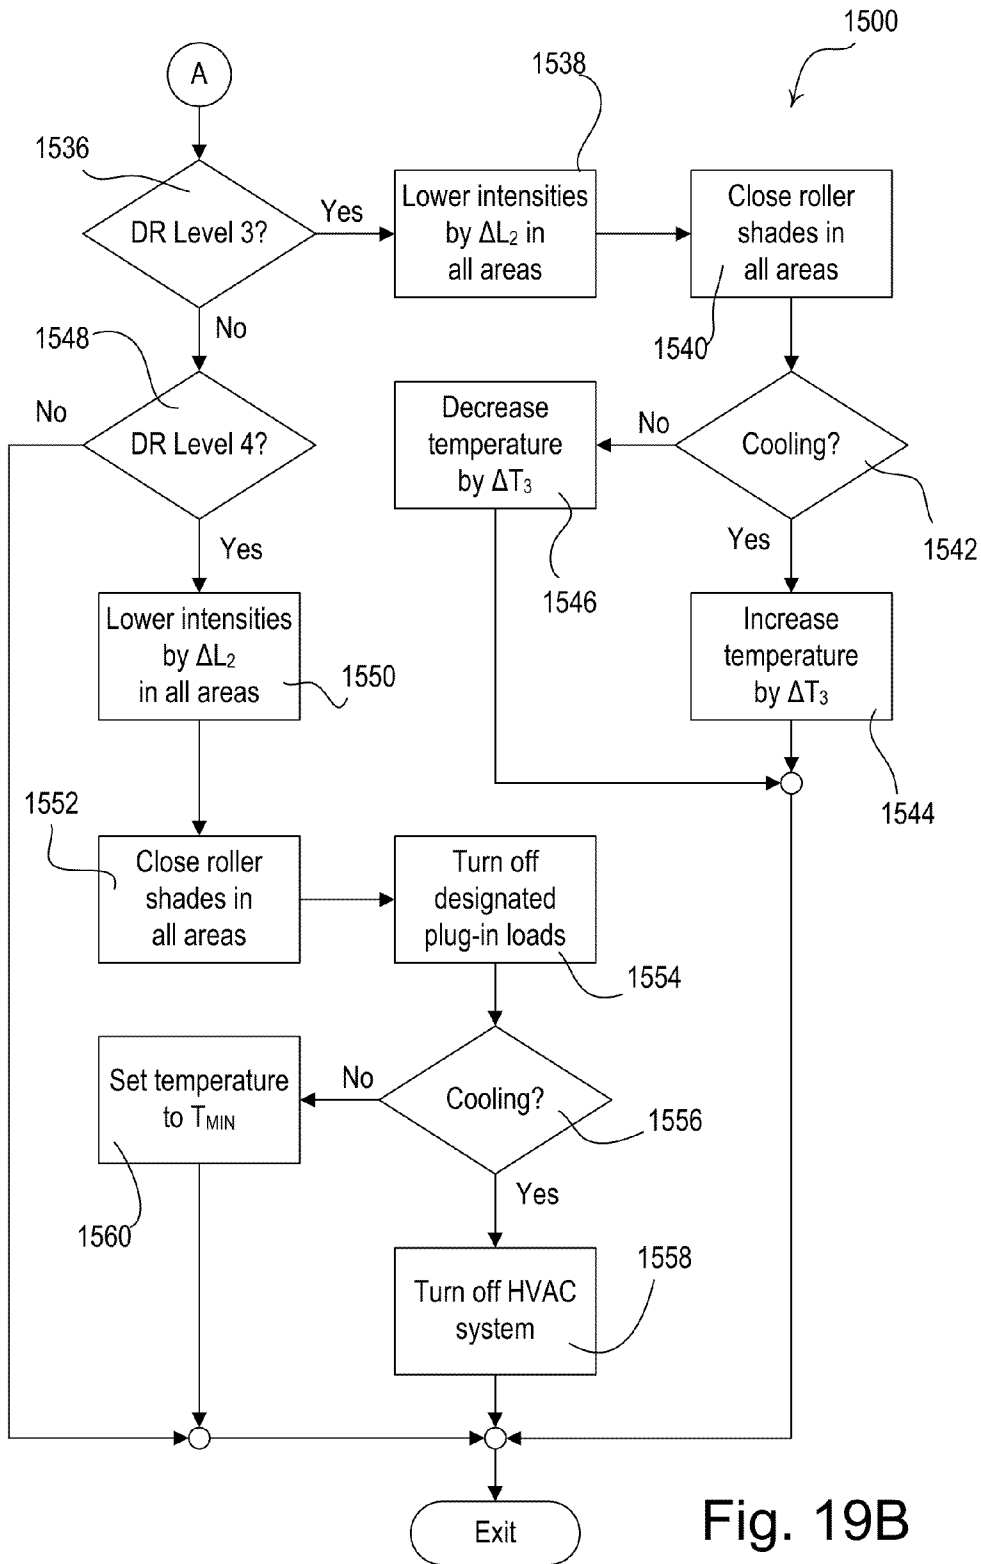 1500
A
1538
1536
DR Level 3?
Yes
Lower intensities
by ΔL₂ in
all areas
Close roller
shades in
all areas
1540
No
1548
DR Level 4?
No
Decrease
temperature
by ΔT₃
1546
No
Cooling?
1542
Yes
Yes
Lower intensities
by ΔL₂
in all areas
1550
Increase
temperature
by ΔT₃
1544
1552
Close roller
shades in
all areas
Turn off
designated
plug-in loads
1554
Set temperature
to TMIN
1560
No
Cooling?
1556
Yes
Turn off HVAC
system
1558
Exit
Fig. 19B